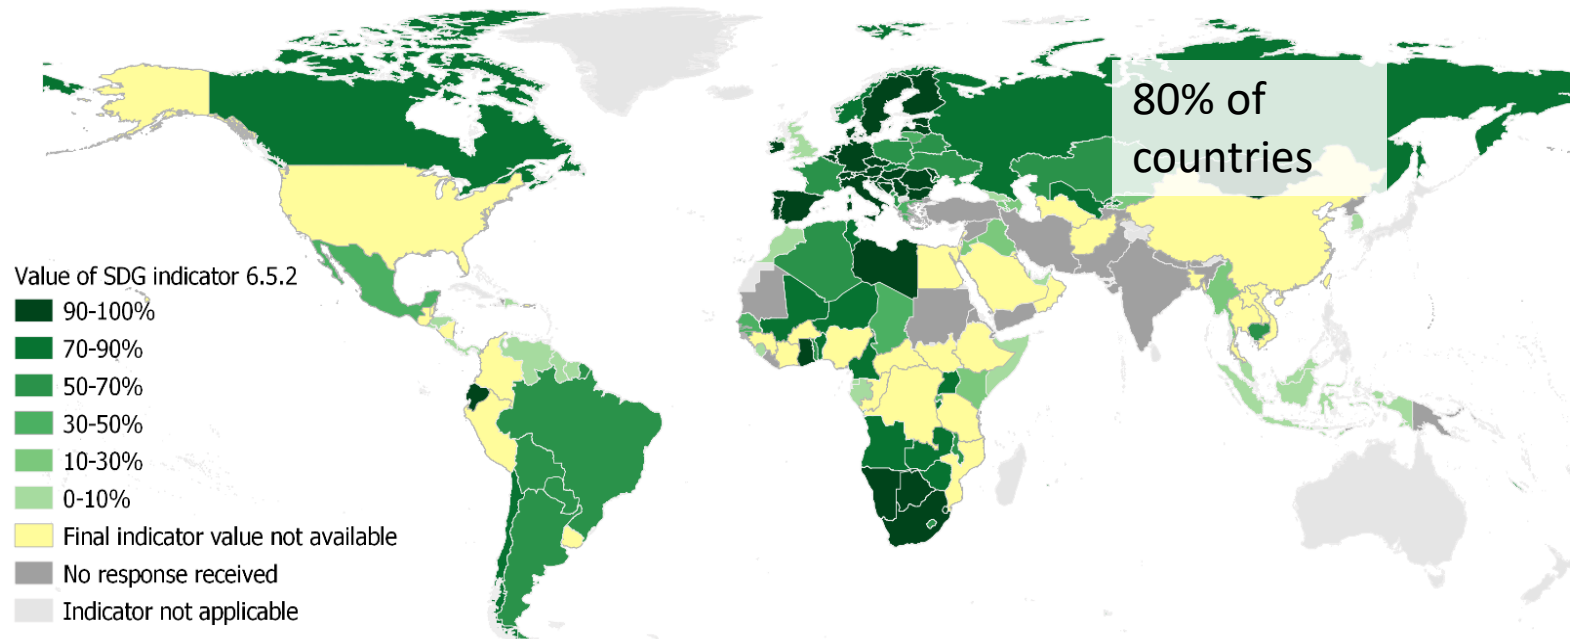 80% of
countries
Value of SDG indicator 6.5.2
90-100%
70-90%
50-70%
30-50%
10-30%
0-10%
Final indicator value not available
No response received
Indicator not applicable